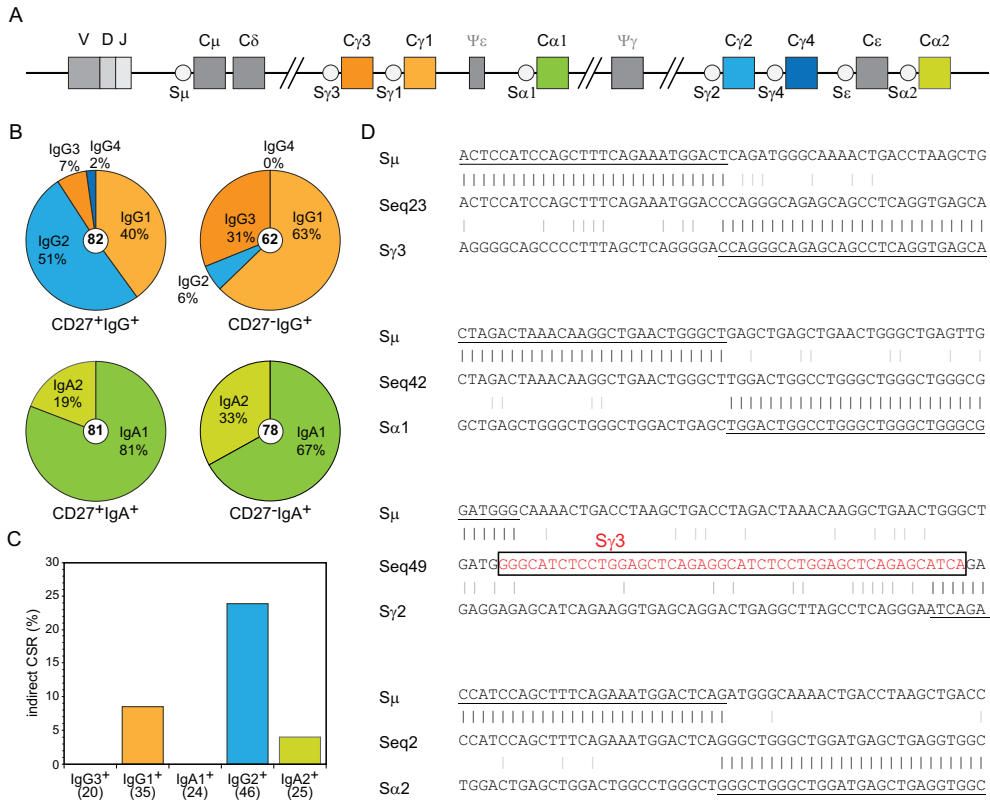 A
V D J Cμ Cδ Cγ3 Cγ1 Ψε Cα1 Ψγ Cγ2 Cγ4 Cε Cα2
Sμ Sγ3 Sγ1 Sα1 Sγ2 Sγ4 Sε Sα2
B
IgG3
7%
IgG4
2%
IgG1
40%
IgG2
51%
82
CD27+IgG+
IgG4
0%
IgG3
31%
IgG1
63%
IgG2
6%
62
CD27-IgG+
IgA2
19%
IgA1
81%
81
CD27+IgA+
IgA2
33%
IgA1
67%
78
CD27-IgA+
C
indirect CSR (%)
30
25
20
15
10
5
0
IgG3+ IgG1+ IgA1+ IgG2+ IgA2+
(20) (35) (24) (46) (25)
D
Sμ ACTCCATCCAGCTTTCAGAAATGGACTCAGATGGGCAAAACTGACCTAAGCTG
Seq23 ACTCCATCCAGCTTTCAGAAATGGACCCAGGGCAGAGCAGCCTCAGGTGAGCA
Sγ3 AGGGGCAGCCCCTTTAGCTCAGGGGACCAGGGCAGAGCAGCCTCAGGTGAGCA
Sμ CTAGACTAAACAAGGCTGAACTGGGCTGAGCTGAGCTGAACTGGGCTGAGTTG
Seq42 CTAGACTAAACAAGGCTGAACTGGGCTTGGACTGGCCTGGGCTGGGCTGGGCG
Sα1 GCTGAGCTGGGCTGGGCTGGACTGAGCTGGACTGGCCTGGGCTGGGCTGGGCG
Sμ GATGGGCAAAACTGACCTAAGCTGACCTAGACTAAACAAGGCTGAACTGGGCT
Sγ3
Seq49 GATGGGGCATCTCCTGGAGCTCAGAGGCATCTCCTGGAGCTCAGAGCATCAGA
Sγ2 GAGGAGAGCATCAGAAGGTGAGCAGGACTGAGGCTTAGCCTCAGGGAATCAGA
Sμ CCATCCAGCTTTCAGAAATGGACTCAGATGGGCAAAACTGACCTAAGCTGACC
Seq2 CCATCCAGCTTTCAGAAATGGACTCAGGGCTGGGCTGGATGAGCTGAGGTGGC
Sα2 TGGACTGAGCTGGACTGGCCTGGGCTGGGCTGGGCTGGATGAGCTGAGGTGGC